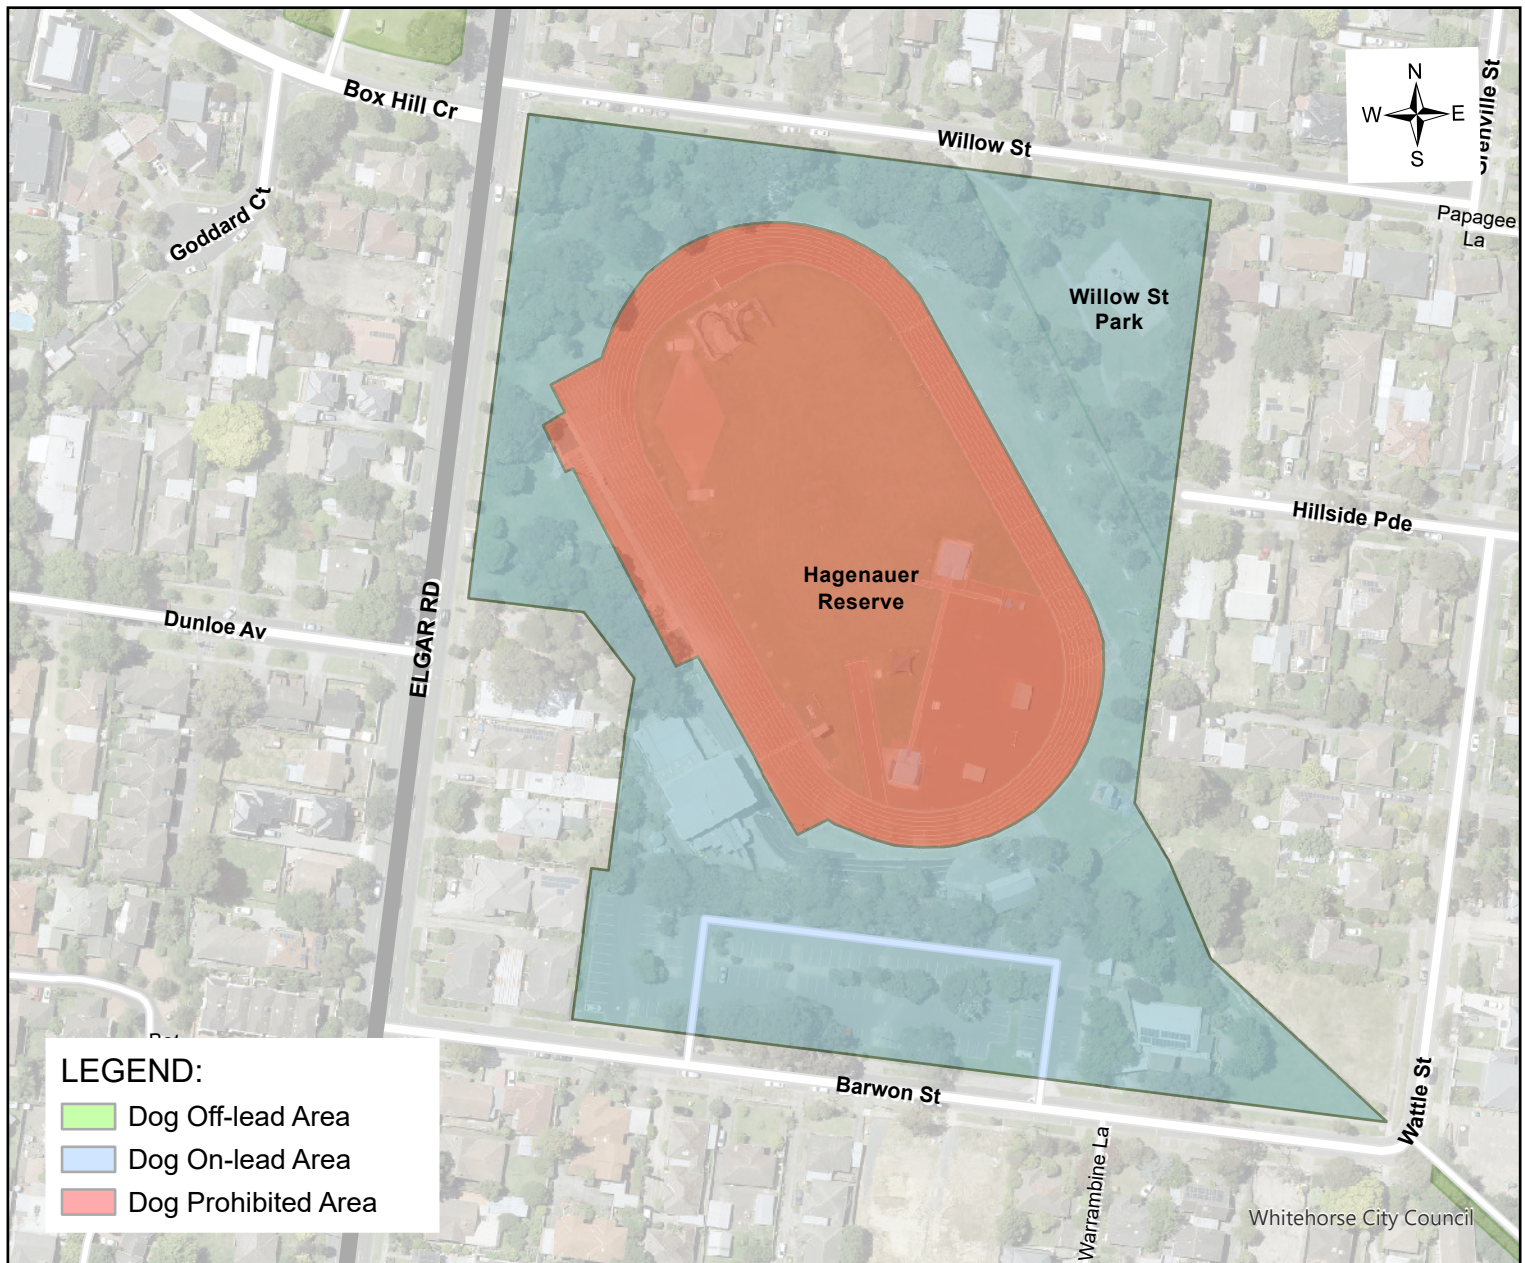 Box Hill Cr
Willow St
N
W
E
S
Goddard Ct
Papagee
La
Willow St
Park
Hillside Pde
Hagenauer
Reserve
Dunloe Av
ELGAR RD
LEGEND:
Dog Off-lead Area
Dog On-lead Area
Dog Prohibited Area
Barwon St
Wattle St
Warrambine La
Whitehorse City Council